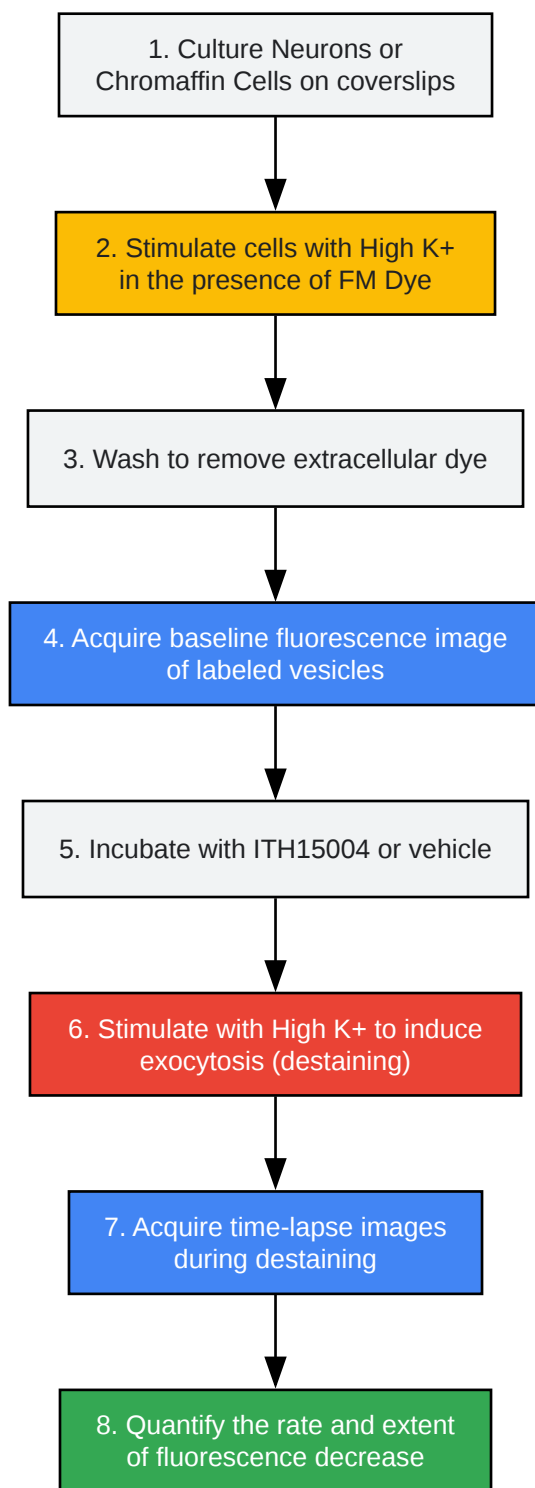 1. Culture Neurons or
Chromaffin Cells on coverslips
2. Stimulate cells with High K+
in the presence of FM Dye
3. Wash to remove extracellular dye
4. Acquire baseline fluorescence image
of labeled vesicles
5. Incubate with ITH15004 or vehicle
6. Stimulate with High K+ to induce
exocytosis (destaining)
7. Acquire time-lapse images
during destaining
8. Quantify the rate and extent
of fluorescence decrease